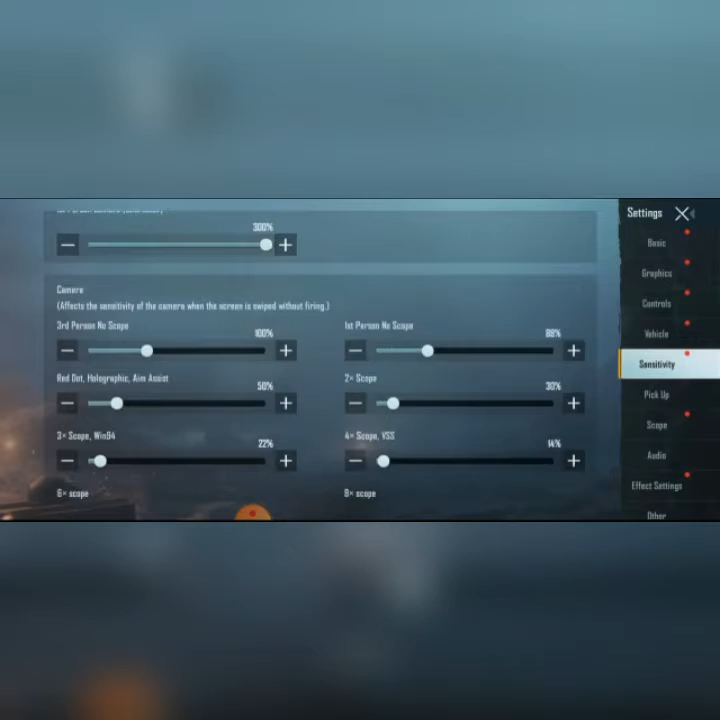 Settings
300%
Basic
Graphics
Camera
(Affects the sensitivity of the camera when the screen is swiped without firing.)
Controls
3rd Person No Scope
100%
1st Person No Scope
88%
Vehicle
Sensitivity
Red Dot, Holographic, Aim Assist
50%
2× Scope
30%
Pick Up
Scope
3× Scope, Win94
22%
4× Scope, VSS
14%
Audio
Effect Settings
6× scope
8× scope
Other